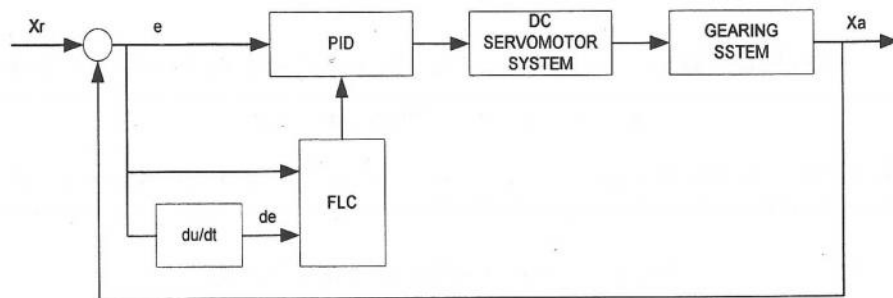 Xr
e
PID
DC
SERVOMOTOR
SYSTEM
GEARING
SSTEM
Xa
FLC
du/dt
de